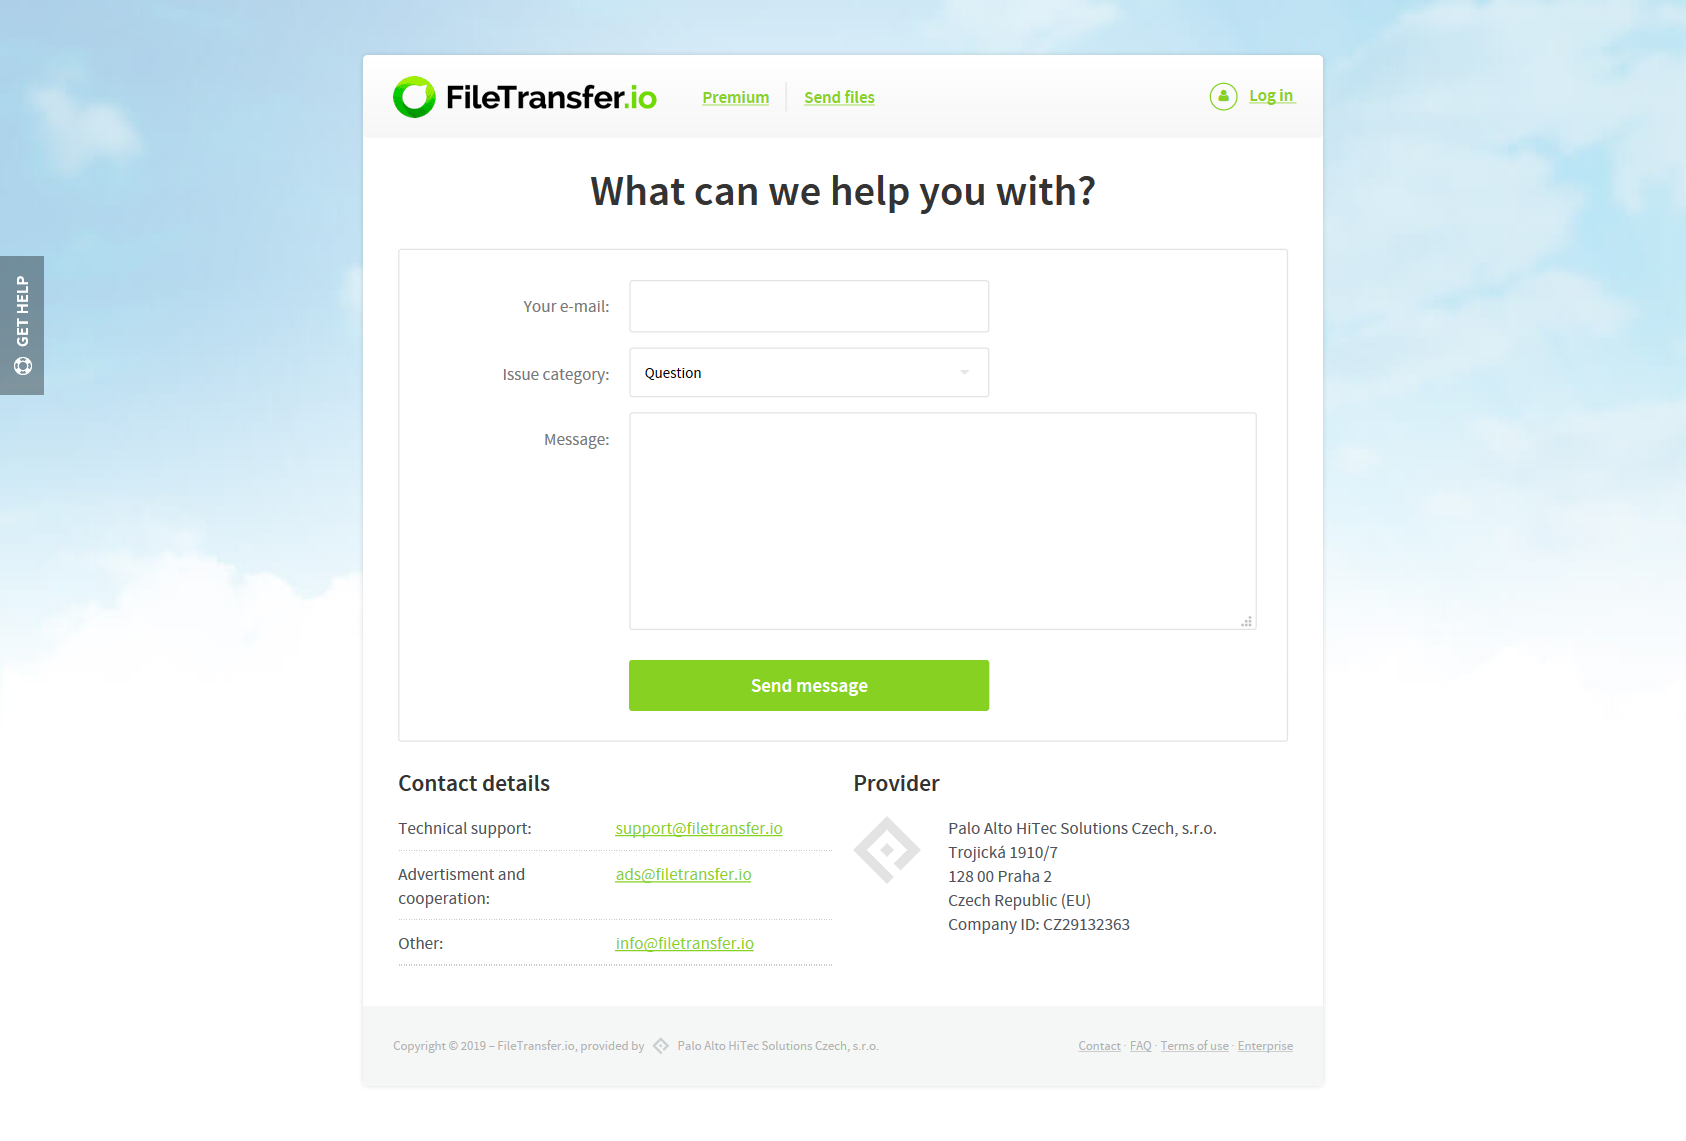 FileTransfer.io
Premium
Send files
Log in
What can we help you with?
GET HELP
Your e-mail:
Issue category:
Question
Message:
Send message
Contact details
Technical support:
support@filetransfer.io
Advertisment and
cooperation:
ads@filetransfer.io
Other:
info@filetransfer.io
Provider
Palo Alto HiTec Solutions Czech, s.r.o.
Trojická 1910/7
128 00 Praha 2
Czech Republic (EU)
Company ID: CZ29132363
Copyright © 2019 – FileTransfer.io, provided by Palo Alto HiTec Solutions Czech, s.r.o.
Contact · FAQ · Terms of use · Enterprise